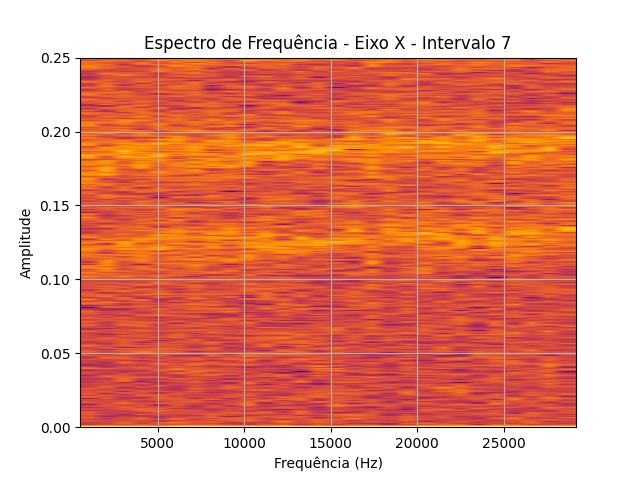 Espectro de Frequência - Eixo X - Intervalo 7
0.25
0.20
0.15
0.10
0.05
0.00
Amplitude
5000 10000 15000 20000 25000
Frequência (Hz)